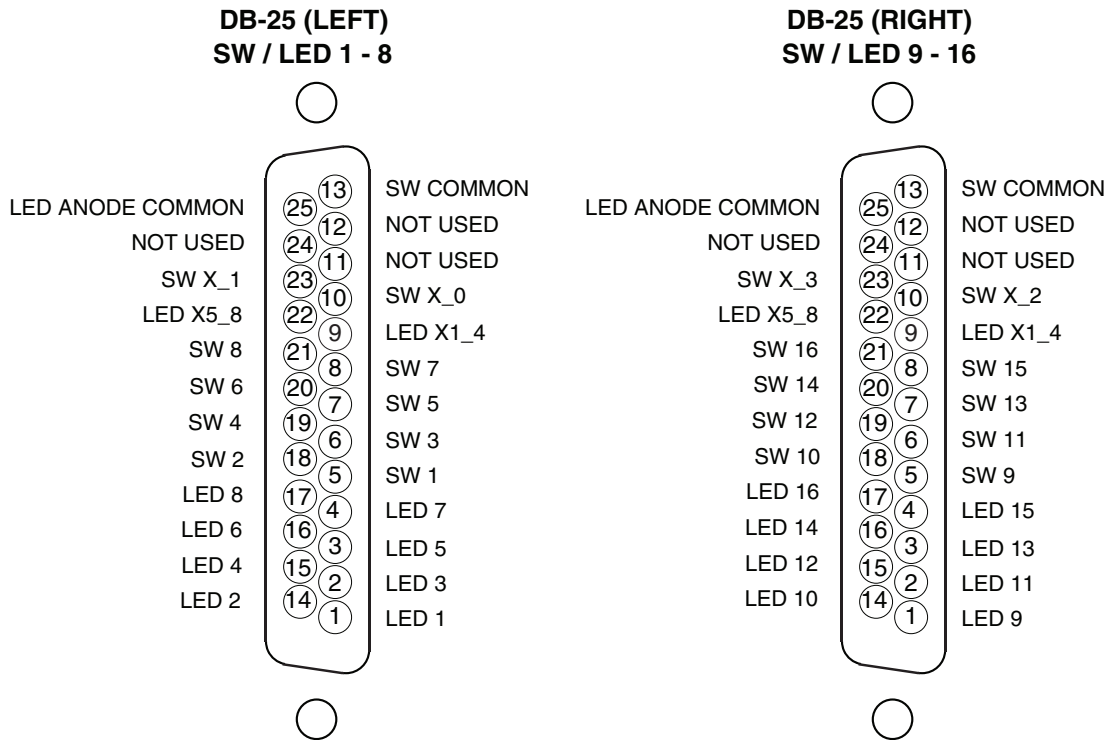 DB-25 (LEFT)
SW / LED 1 - 8
LED ANODE COMMON
NOT USED
SW X_1
LED X5_8
SW 8
SW 6
SW 4
SW 2
LED 8
LED 6
LED 4
LED 2
25
24
23
22
21
20
19
18
17
16
15
14
13
12
11
10
9
8
7
6
5
4
3
2
1
SW COMMON
NOT USED
NOT USED
SW X_0
LED X1_4
SW 7
SW 5
SW 3
SW 1
LED 7
LED 5
LED 3
LED 1
DB-25 (RIGHT)
SW / LED 9 - 16
LED ANODE COMMON
NOT USED
SW X_3
LED X5_8
SW 16
SW 14
SW 12
SW 10
LED 16
LED 14
LED 12
LED 10
25
24
23
22
21
20
19
18
17
16
15
14
13
12
11
10
9
8
7
6
5
4
3
2
1
SW COMMON
NOT USED
NOT USED
SW X_2
LED X1_4
SW 15
SW 13
SW 11
SW 9
LED 15
LED 13
LED 11
LED 9